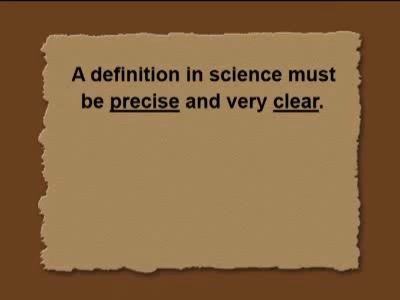 A definition in science must
be precise and very clear.